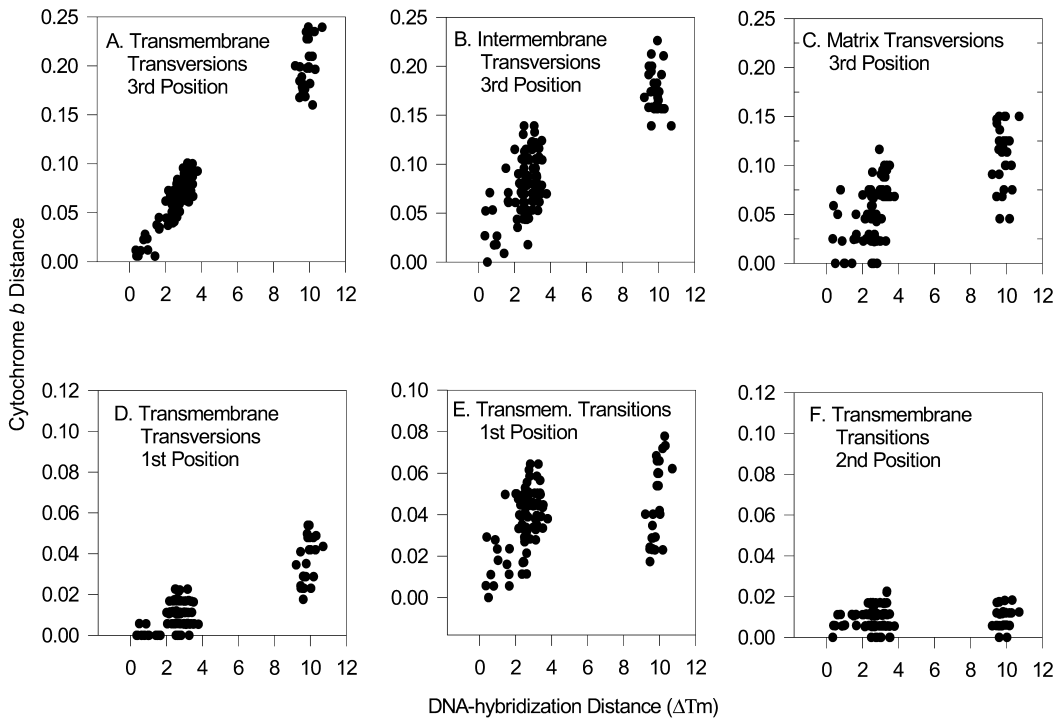 A. Transmembrane
Transversions
3rd Position
0.25
0.20
0.15
0.10
0.05
0.00
0 2 4 6 8 10 12
B. Intermembrane
Transversions
3rd Position
0.25
0.20
0.15
0.10
0.05
0.00
0 2 4 6 8 10 12
C. Matrix Transversions
3rd Position
0.25
0.20
0.15
0.10
0.05
0.00
0 2 4 6 8 10 12
Cytochrome b Distance
D. Transmembrane
Transversions
1st Position
0.12
0.10
0.08
0.06
0.04
0.02
0.00
0 2 4 6 8 10 12
E. Transmem. Transitions
1st Position
0.10
0.08
0.06
0.04
0.02
0.00
0 2 4 6 8 10 12
F. Transmembrane
Transitions
2nd Position
0.12
0.10
0.08
0.06
0.04
0.02
0.00
0 2 4 6 8 10 12
DNA-hybridization Distance (ΔTm)